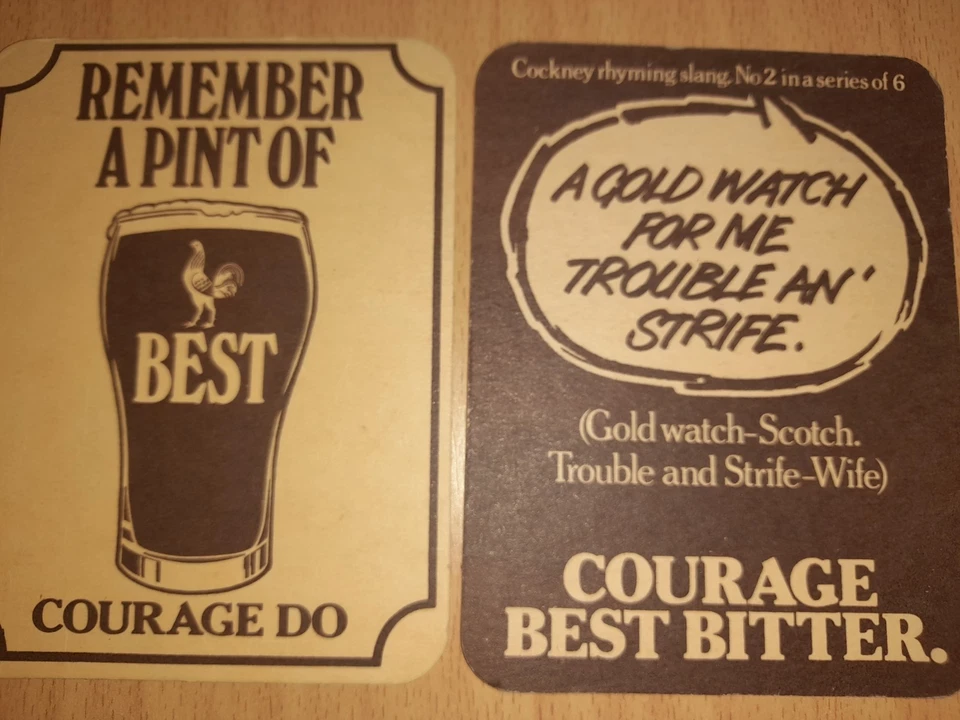 REMEMBER
A PINT OF
BEST
COURAGE DO
Cockney rhyming slang. No 2 in a series of 6
A GOLD WATCH
FOR ME
TROUBLE AN'
STRIFE.
(Gold watch-Scotch.
Trouble and Strife-Wife)
COURAGE
BEST BITTER.